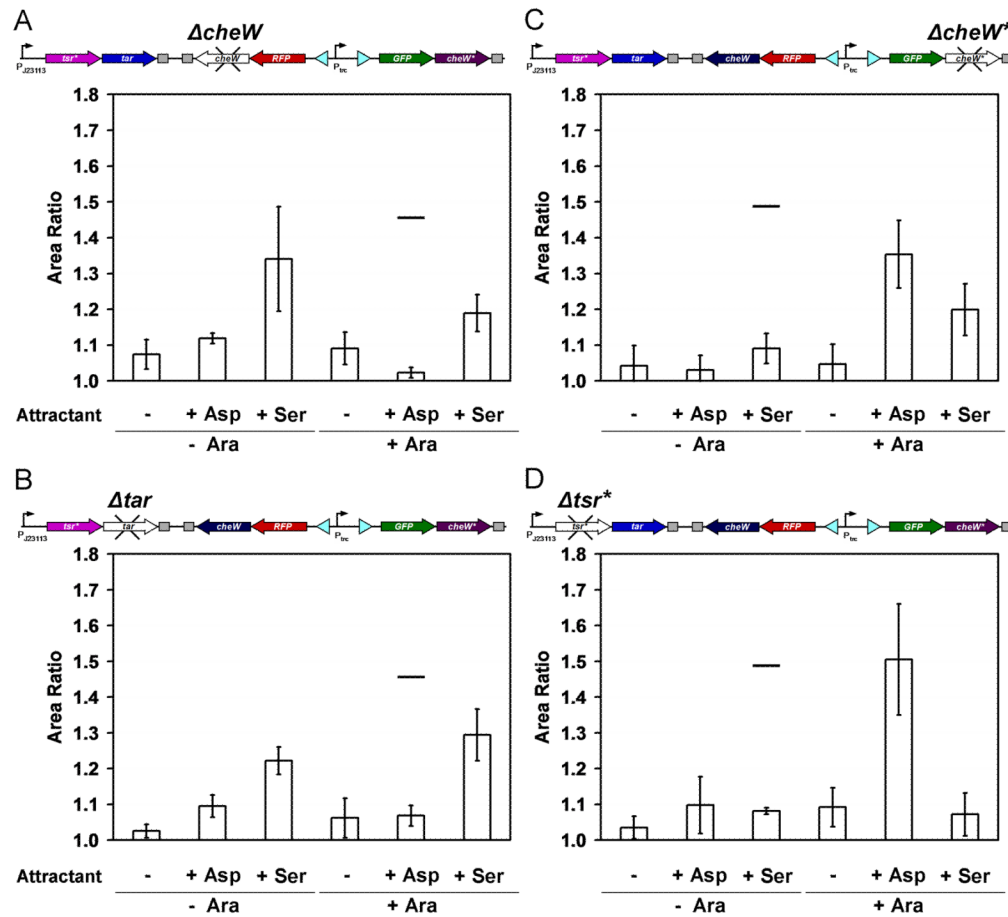 A
ΔcheW
P J23113 tsr* tar cheW RFP P trc GFP cheW*
1.8
1.7
1.6
1.5
1.4
1.3
1.2
1.1
1.0
Area Ratio
Attractant - + Asp + Ser - + Asp + Ser
- Ara + Ara
C
ΔcheW*
P J23113 tsr* tar cheW RFP P trc GFP cheW*
1.8
1.7
1.6
1.5
1.4
1.3
1.2
1.1
1.0
Area Ratio
- + Asp + Ser - + Asp + Ser
- Ara + Ara
B
Δtar
P J23113 tsr* tar cheW RFP P trc GFP cheW*
1.8
1.7
1.6
1.5
1.4
1.3
1.2
1.1
1.0
Area Ratio
Attractant - + Asp + Ser - + Asp + Ser
- Ara + Ara
D
Δtsr*
P J23113 tsr* tar cheW RFP P trc GFP cheW*
1.8
1.7
1.6
1.5
1.4
1.3
1.2
1.1
1.0
Area Ratio
- + Asp + Ser - + Asp + Ser
- Ara + Ara